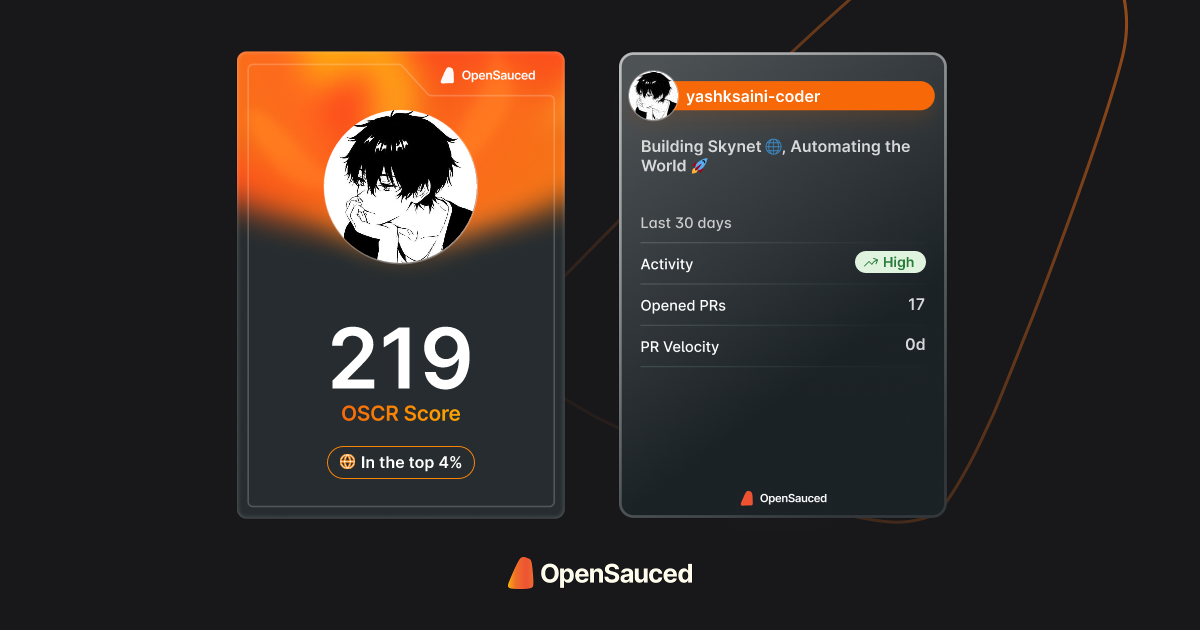 OpenSauced
219
OSCR Score
In the top 4%
yashksaini-coder
Building Skynet 🌐, Automating the
World 🚀
Last 30 days
Activity High
Opened PRs 17
PR Velocity 0d
OpenSauced
OpenSauced